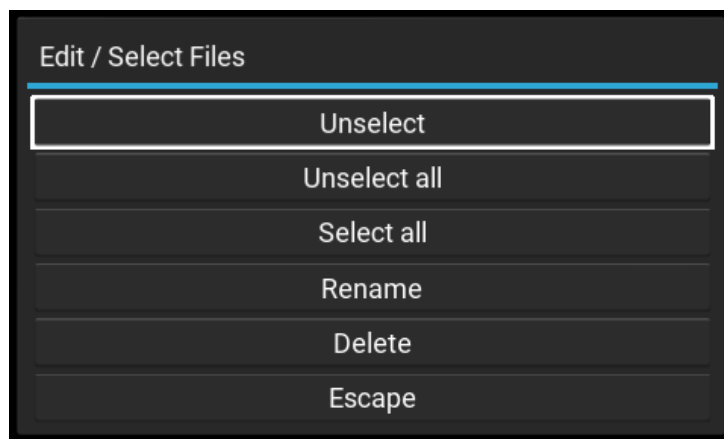 Edit / Select Files
Unselect
Unselect all
Select all
Rename
Delete
Escape